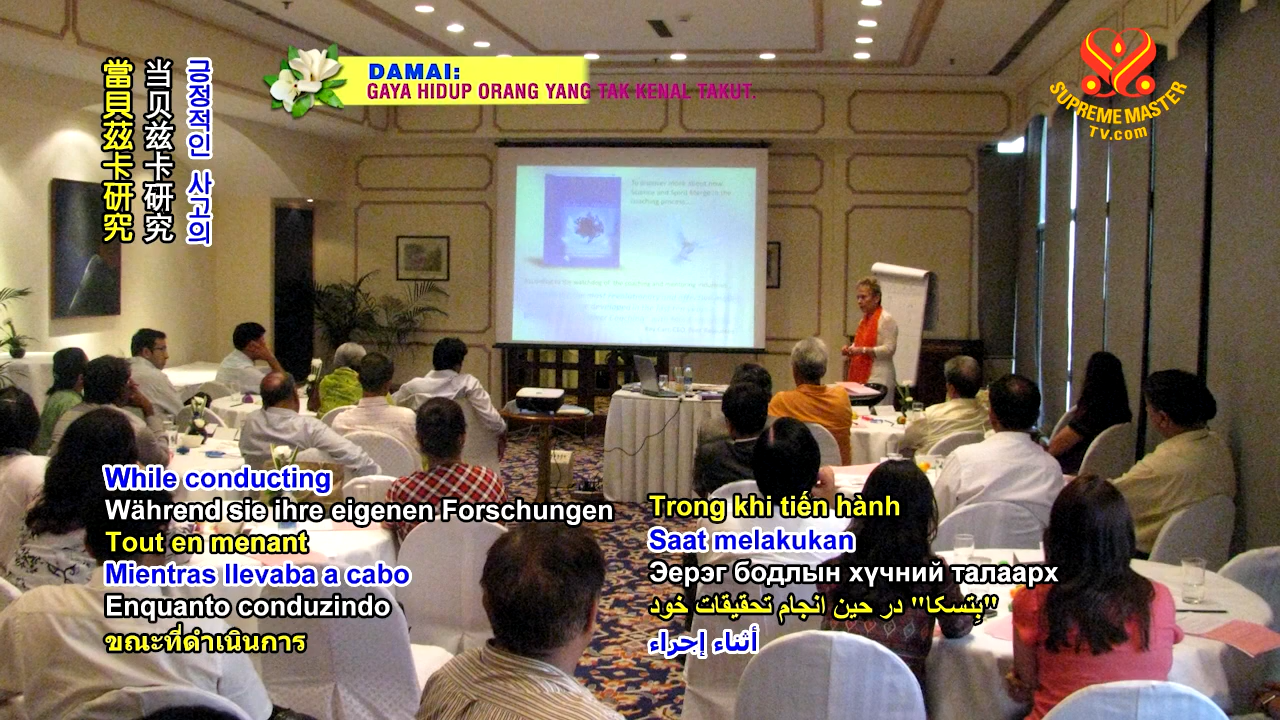 當貝茲卡研究
当贝兹卡研究
긍정적인 사고의
DAMAI:
GAYA HIDUP ORANG YANG TAK KENAL TAKUT.
SUPREME MASTER
TV.com
While conducting
Während sie ihre eigenen Forschungen
Tout en menant
Mientras llevaba a cabo
Enquanto conduzindo
ขณะที่ดำเนินการ
Trong khi tiến hành
Saat melakukan
Эерэг бодлын хүчний талаарх
"بِتسکا" در حین انجام تحقیقات خود
أثناء إجراء